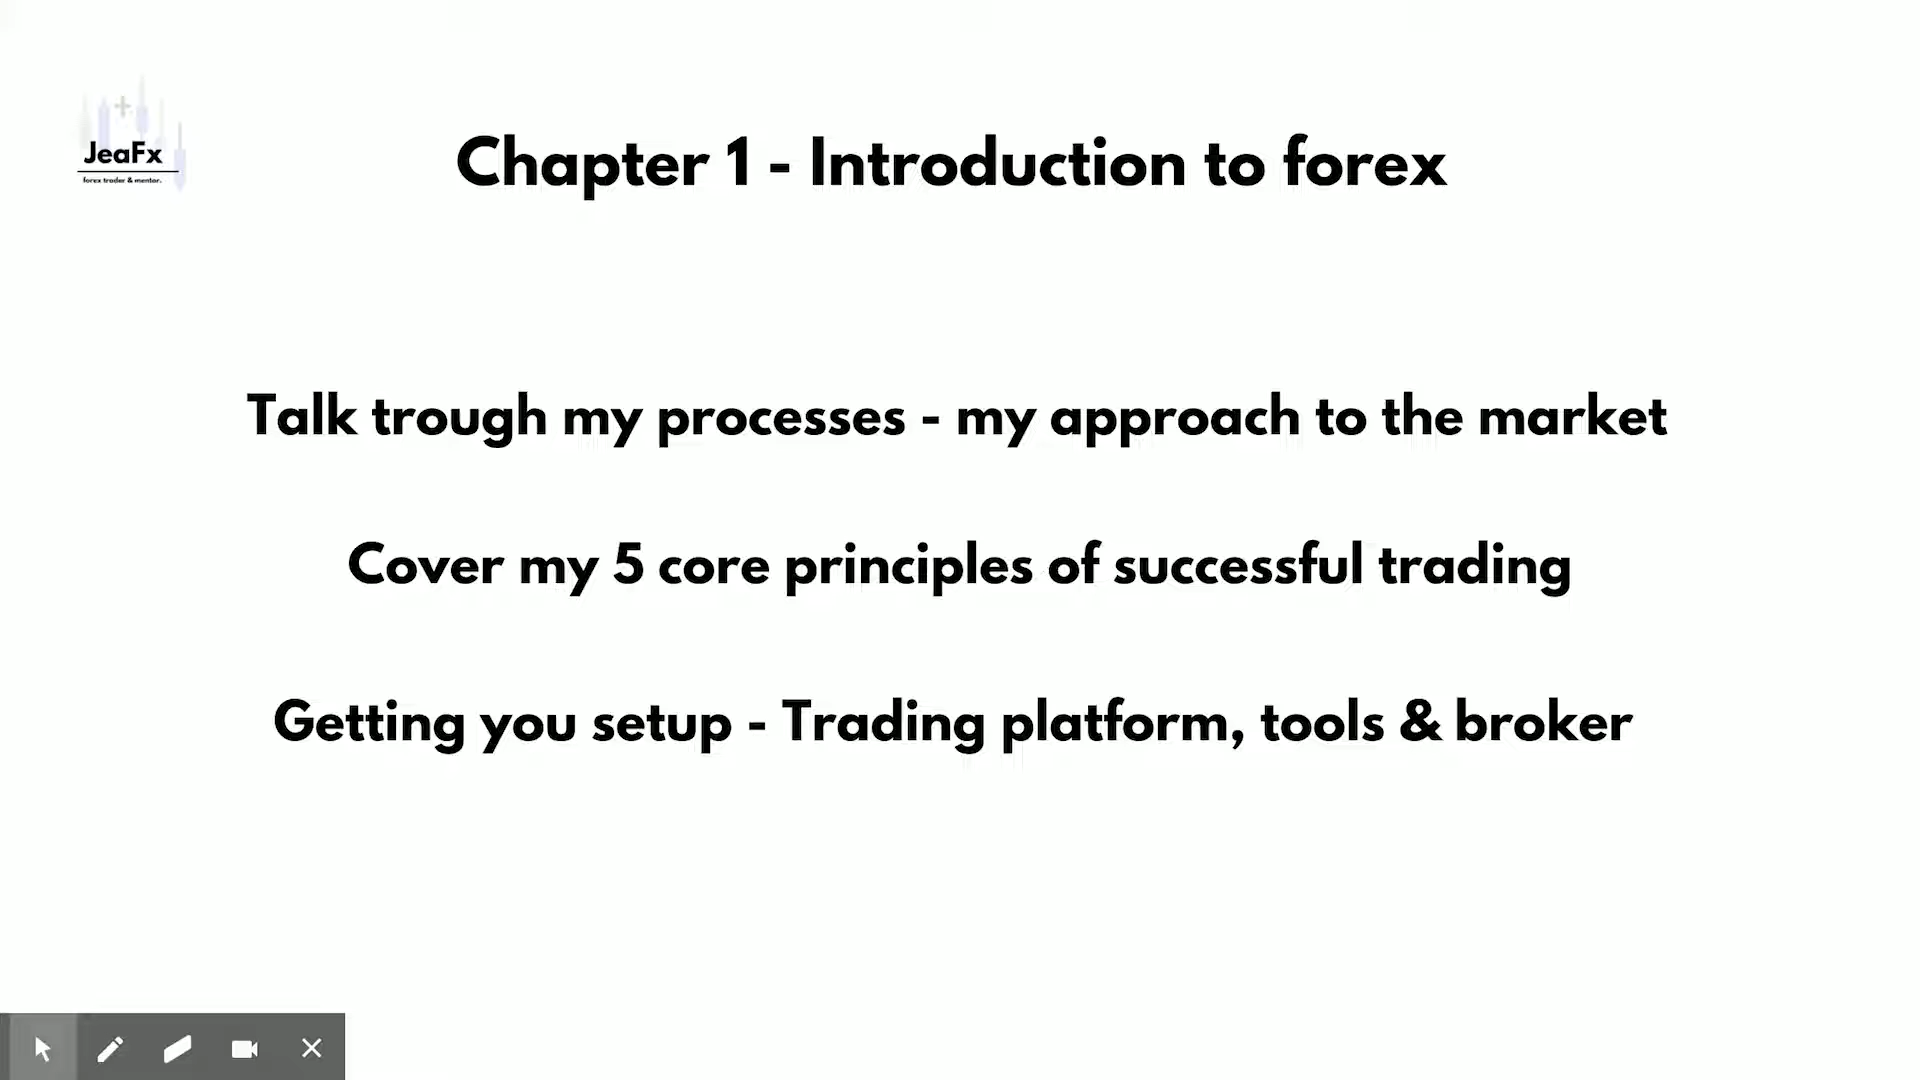 JeaFx
forex trader & mentor.
Chapter 1 - Introduction to forex
Talk trough my processes - my approach to the market
Cover my 5 core principles of successful trading
Getting you setup - Trading platform, tools & broker